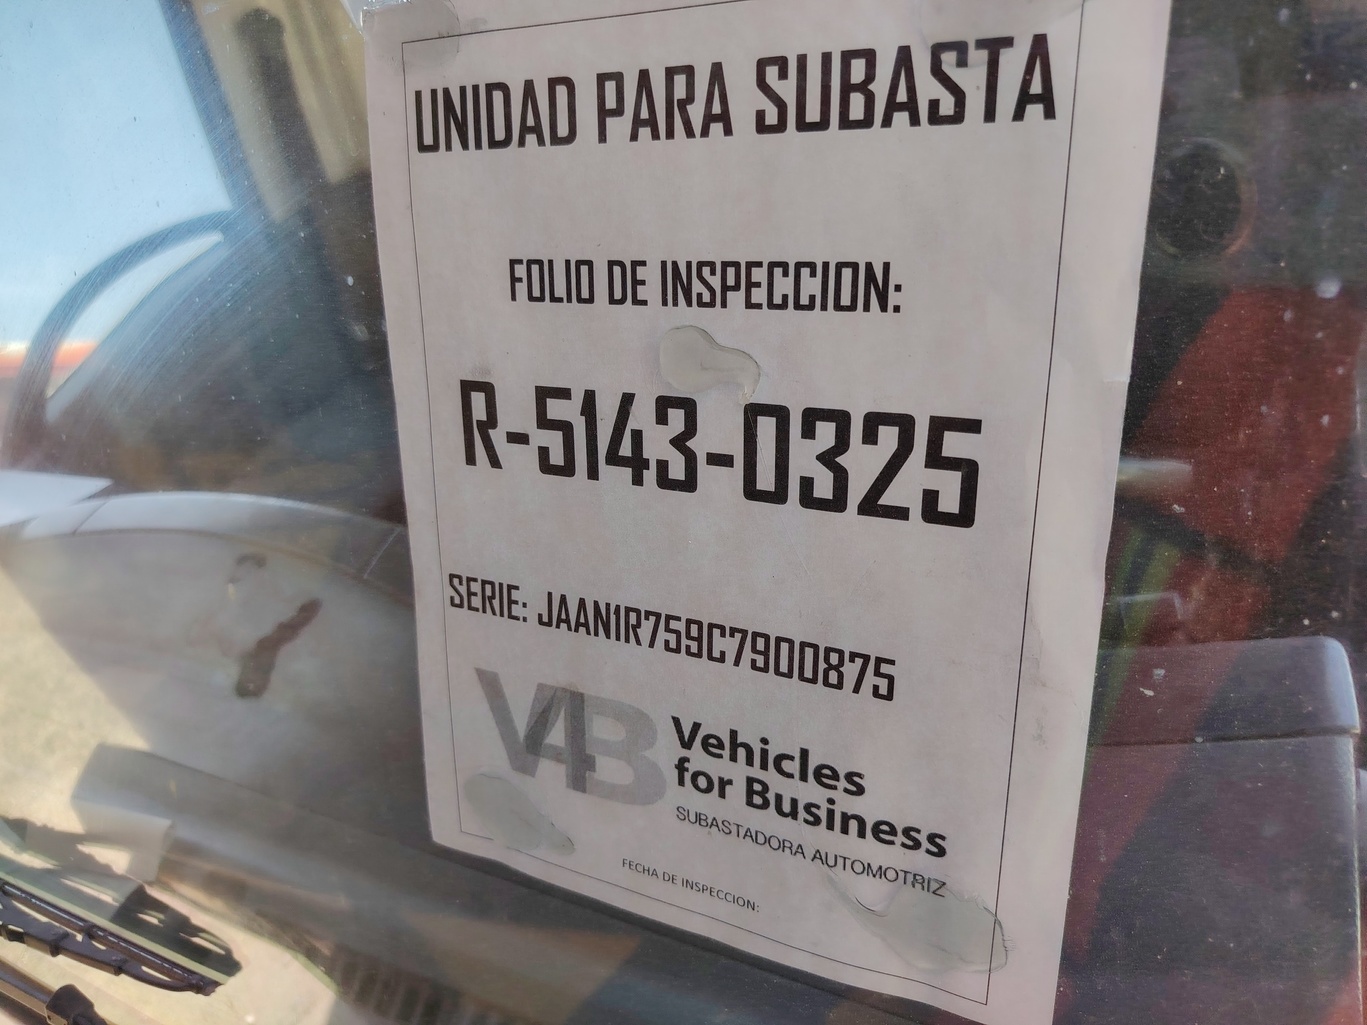 UNIDAD PARA SUBASTA
FOLIO DE INSPECCION:
R-5143-0325
SERIE: JAAN1R759C7900875
V4B
Vehicles
for Business
SUBASTADORA AUTOMOTRIZ
FECHA DE INSPECCION: